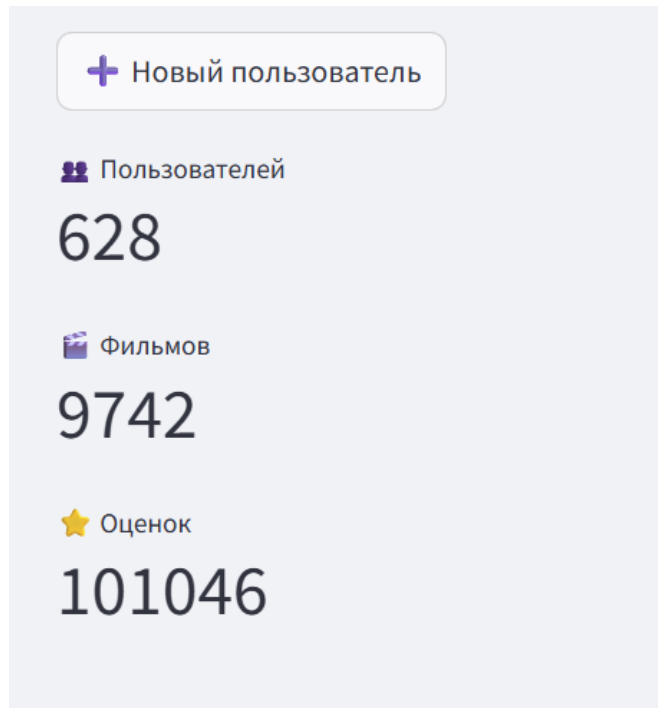 Новый пользователь
Пользователей
628
Фильмов
9742
Оценок
101046